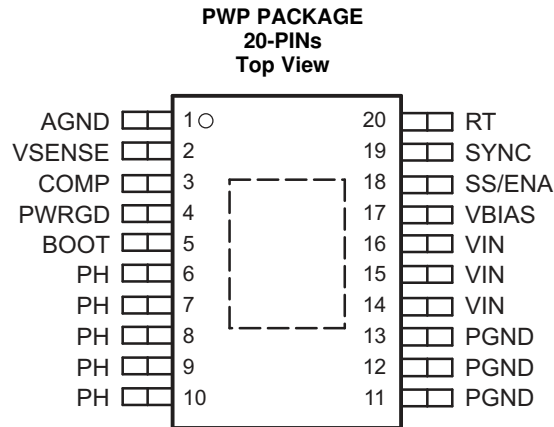 PWP PACKAGE
20-PINs
Top View
AGND 1 20 RT
VSENSE 2 19 SYNC
COMP 3 18 SS/ENA
PWRGD 4 17 VBIAS
BOOT 5 16 VIN
PH 6 15 VIN
PH 7 14 VIN
PH 8 13 PGND
PH 9 12 PGND
PH 10 11 PGND